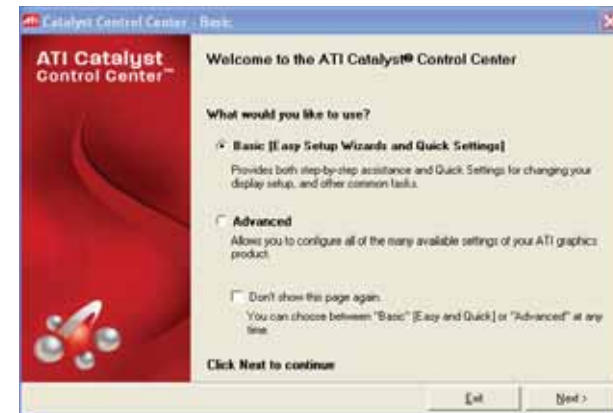 Catalyst Control Center - Basic
ATI Catalyst
Control Center™
Welcome to the ATI Catalyst® Control Center
What would you like to use?
Basic [Easy Setup Wizards and Quick Settings]
Provides both step-by-step assistance and Quick Settings for changing your
display setup, and other common tasks.
Advanced
Allows you to configure all of the many available settings of your ATI graphics
product.
Don't show this page again.
You can choose between "Basic" [Easy and Quick] or "Advanced" at any
time.
Click Next to continue
Exit
Next >